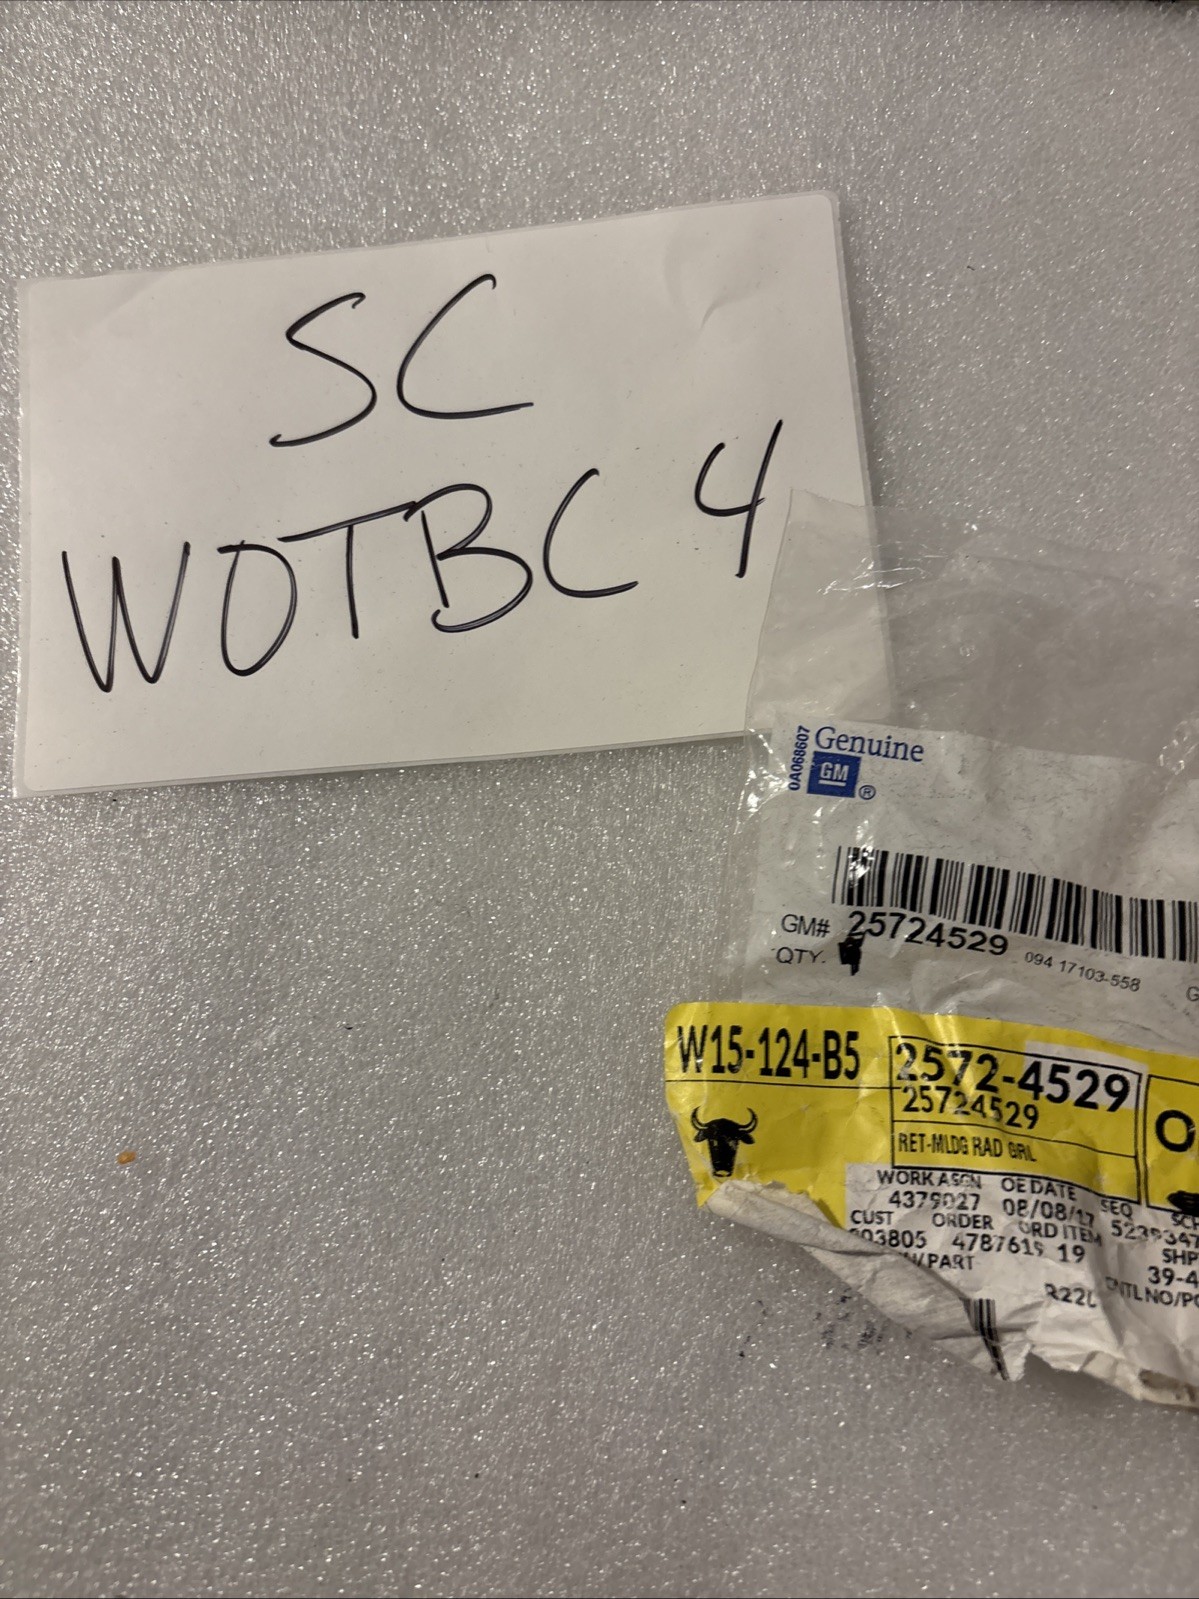 SC
WOTBC 4
0A068607
Genuine
GM ®
GM# 25724529
QTY.
094 17103-558
W15-124-B5
2572-4529
25724529
RET-MLDG RAD GRL
WORK ASGN OE DATE SEQ
4379027 08/08/17
CUST ORDER ORD ITEM
4787619 19
SHP
39-4